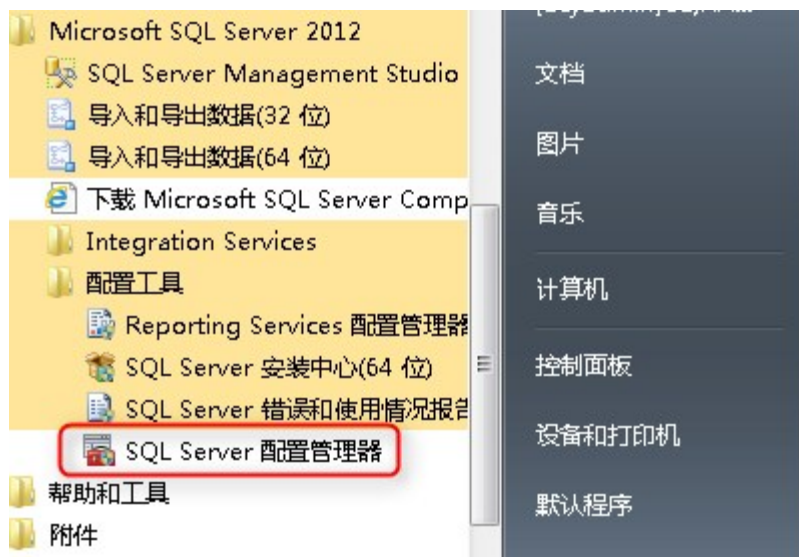 Microsoft SQL Server 2012
SQL Server Management Studio
导入和导出数据(32 位)
导入和导出数据(64 位)
下载 Microsoft SQL Server Comp
Integration Services
配置工具
Reporting Services 配置管理器
SQL Server 安装中心(64 位)
SQL Server 错误和使用情况报告
SQL Server 配置管理器
帮助和工具
附件
文档
图片
音乐
计算机
控制面板
设备和打印机
默认程序